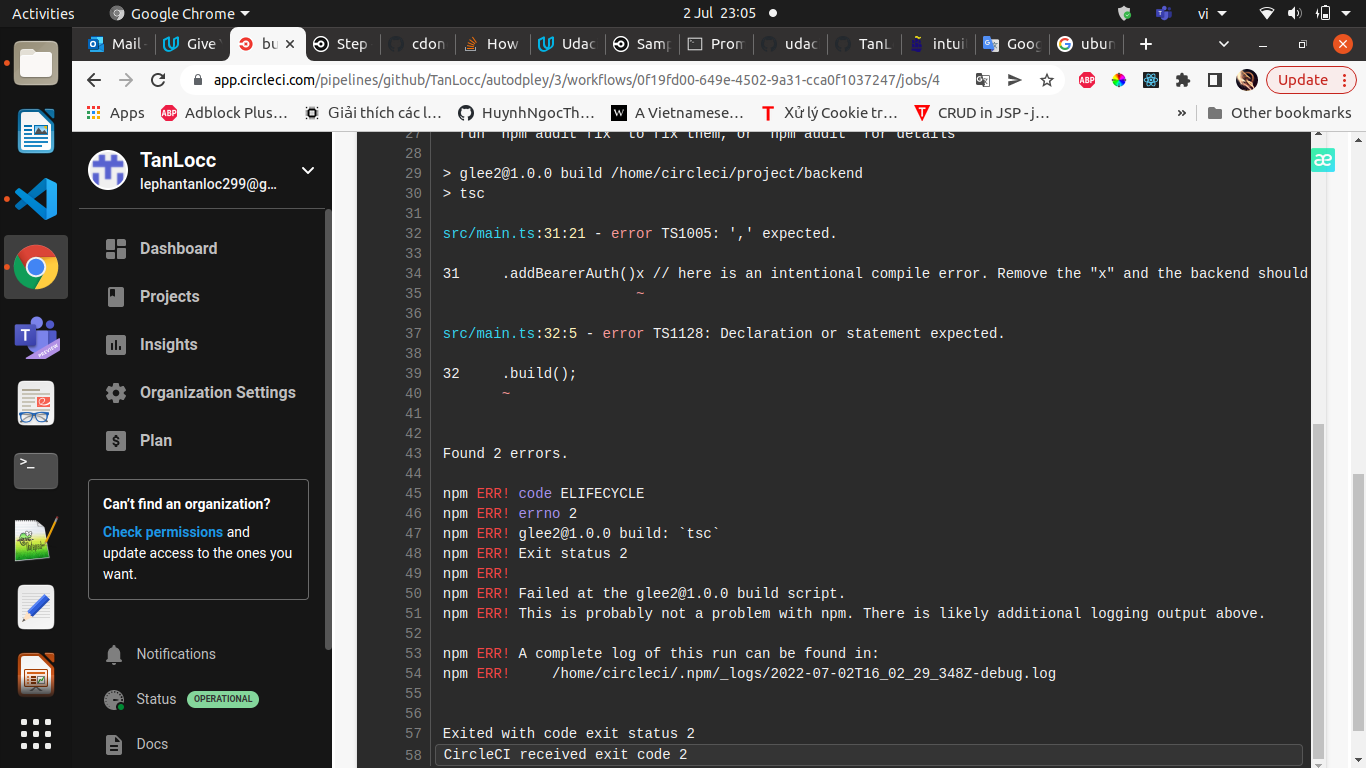 Activities
Google Chrome
2 Jul 23:05
vi
Mail
Give
bu
Step
cdon
How
Udac
Samp
Prom
udac
TanL
intui
Goog
ubun
app.circleci.com/pipelines/github/TanLocc/autodpley/3/workflows/0f19fd00-649e-4502-9a31-cca0f1037247/jobs/4
ABP
Update
Apps
ABP Adblock Plus…
Giải thích các l…
HuynhNgocTh…
W A Vietnamese…
T Xử lý Cookie tr…
CRUD in JSP - j…
»
Other bookmarks
TanLocc
lephantanloc299@g…
Dashboard
Projects
Insights
Organization Settings
Plan
Can't find an organization?
Check permissions and
update access to the ones you
want.
Notifications
Status OPERATIONAL
Docs
27 run `npm audit fix` to fix them, or `npm audit` for details
28
29 > glee2@1.0.0 build /home/circleci/project/backend
30 > tsc
31
32 src/main.ts:31:21 - error TS1005: ',' expected.
33
34 31     .addBearerAuth()x // here is an intentional compile error. Remove the "x" and the backend should
35 ~
36
37 src/main.ts:32:5 - error TS1128: Declaration or statement expected.
38
39 32     .build();
40 ~
41
42
43 Found 2 errors.
44
45 npm ERR! code ELIFECYCLE
46 npm ERR! errno 2
47 npm ERR! glee2@1.0.0 build: `tsc`
48 npm ERR! Exit status 2
49 npm ERR!
50 npm ERR! Failed at the glee2@1.0.0 build script.
51 npm ERR! This is probably not a problem with npm. There is likely additional logging output above.
52
53 npm ERR! A complete log of this run can be found in:
54 npm ERR!     /home/circleci/.npm/_logs/2022-07-02T16_02_29_348Z-debug.log
55
56
57 Exited with code exit status 2
58 CircleCI received exit code 2
æ